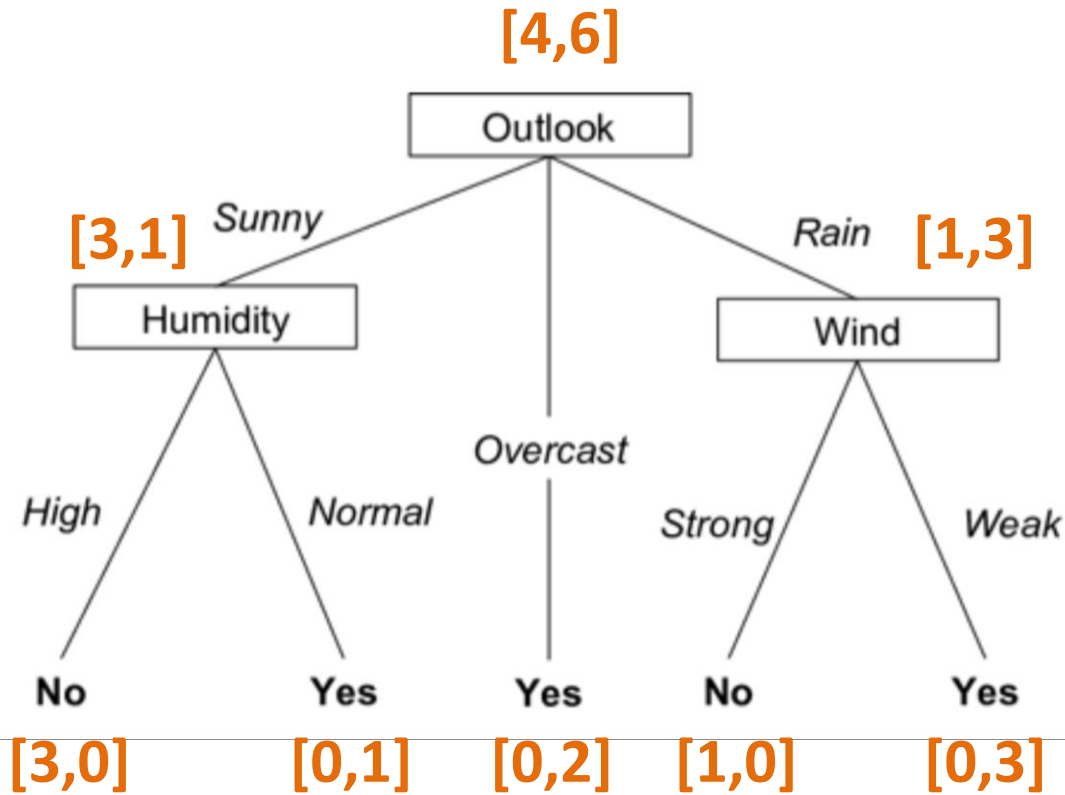 [4,6]
Outlook
Sunny
Rain
[3,1]
[1,3]
Humidity
Wind
Overcast
High
Normal
Strong
Weak
No
Yes
Yes
No
Yes
[3,0]
[0,1]
[0,2]
[1,0]
[0,3]